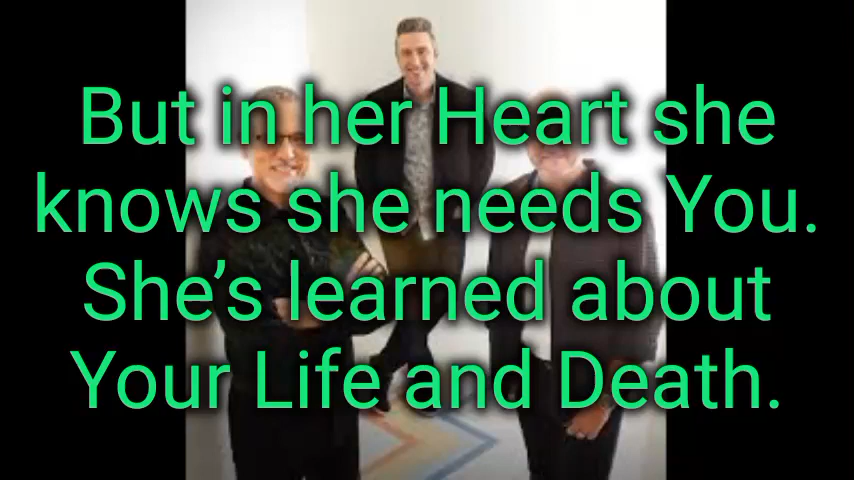 But in her Heart she
knows she needs You.
She’s learned about
Your Life and Death.